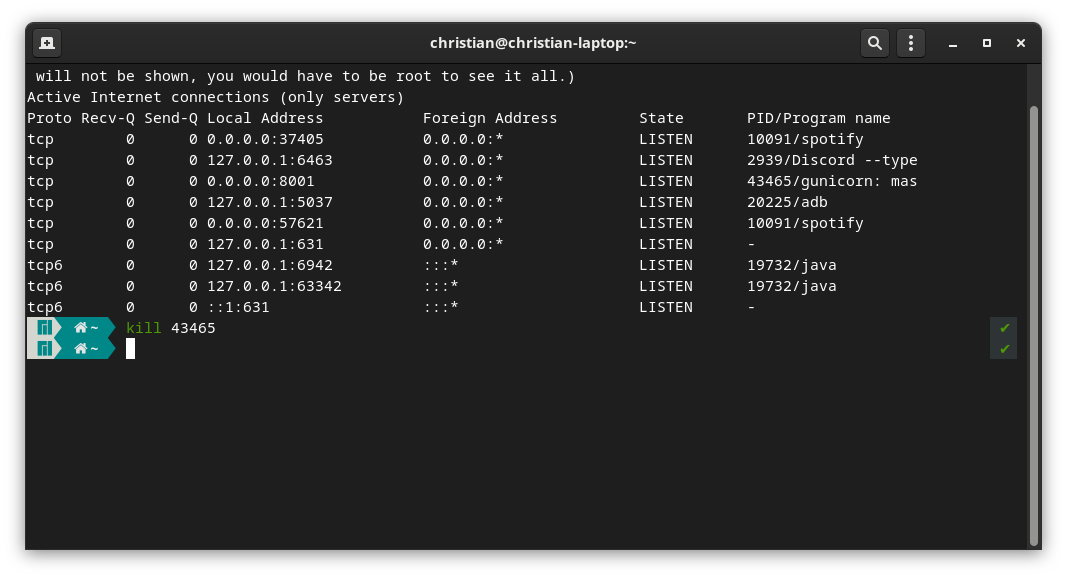 christian@christian-laptop:~
will not be shown, you would have to be root to see it all.)
Active Internet connections (only servers)
Proto Recv-Q Send-Q Local Address           Foreign Address         State       PID/Program name
tcp        0      0 0.0.0.0:37405           0.0.0.0:*               LISTEN      10091/spotify
tcp        0      0 127.0.0.1:6463          0.0.0.0:*               LISTEN      2939/Discord --type
tcp        0      0 0.0.0.0:8001            0.0.0.0:*               LISTEN      43465/gunicorn: mas
tcp        0      0 127.0.0.1:5037          0.0.0.0:*               LISTEN      20225/adb
tcp        0      0 0.0.0.0:57621           0.0.0.0:*               LISTEN      10091/spotify
tcp        0      0 127.0.0.1:631           0.0.0.0:*               LISTEN      -
tcp6       0      0 127.0.0.1:6942          :::*                    LISTEN      19732/java
tcp6       0      0 127.0.0.1:63342         :::*                    LISTEN      19732/java
tcp6       0      0 ::1:631                 :::*                    LISTEN      -
~ kill 43465 ✔
~ ✔